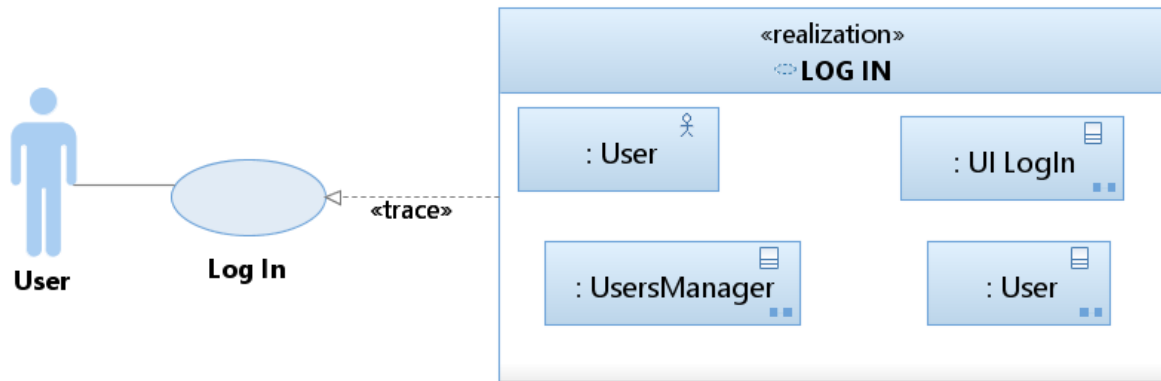 «realization»
LOG IN
: User
: UI LogIn
«trace»
: UsersManager
: User
User
Log In